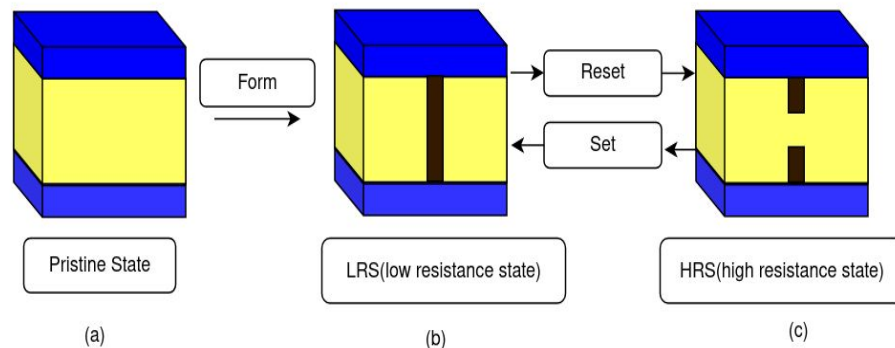 Form
Reset
Set
Pristine State
LRS(low resistance state)
HRS(high resistance state)
(a)
(b)
(c)